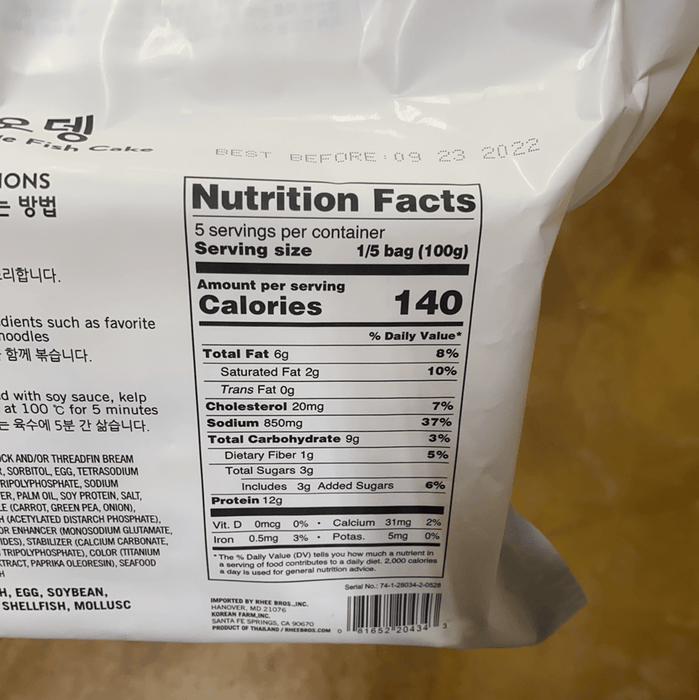 오뎅
Fish Cake
BEST BEFORE: 09 23 2022
는 방법
리합니다.
such as favorite
noodles
함께 볶습니다.
with soy sauce, kelp
at 100 ℃ for 5 minutes
는 육수에 5분 간 삶습니다.
AND/OR THREADFIN BREAM
SORBITOL, EGG, TETRASODIUM
SODIUM
PALM OIL, SOY PROTEIN, SALT,
(CARROT, GREEN PEA, ONION),
(ACETYLATED DISTARCH PHOSPHATE),
ENHANCER (MONOSODIUM GLUTAMATE,
STABILIZER (CALCIUM CARBONATE,
TRIPOLYPHOSPHATE), COLOR (TITANIUM
PAPRIKA OLEORESIN), SEAFOOD
EGG, SOYBEAN,
SHELLFISH, MOLLUSC
Nutrition Facts
5 servings per container
Serving size 1/5 bag (100g)
Amount per serving
Calories 140
% Daily Value*
Total Fat 6g 8%
Saturated Fat 2g 10%
Trans Fat 0g
Cholesterol 20mg 7%
Sodium 850mg 37%
Total Carbohydrate 9g 3%
Dietary Fiber 1g 5%
Total Sugars 3g
Includes 3g Added Sugars 6%
Protein 12g
Vit. D 0mcg 0% • Calcium 31mg 2%
Iron 0.5mg 3% • Potas. 5mg 0%
* The % Daily Value (DV) tells you how much a nutrient in
a serving of food contributes to a daily diet. 2,000 calories
a day is used for general nutrition advice.
Serial No.: 74-1-28034-2-0528
IMPORTED BY RHEE BROS.,INC.
HANOVER, MD 21076
KOREAN FARM,INC.
SANTA FE SPRINGS, CA 90670
PRODUCT OF THAILAND / RHEEBROS.COM
0 81652 20434 3